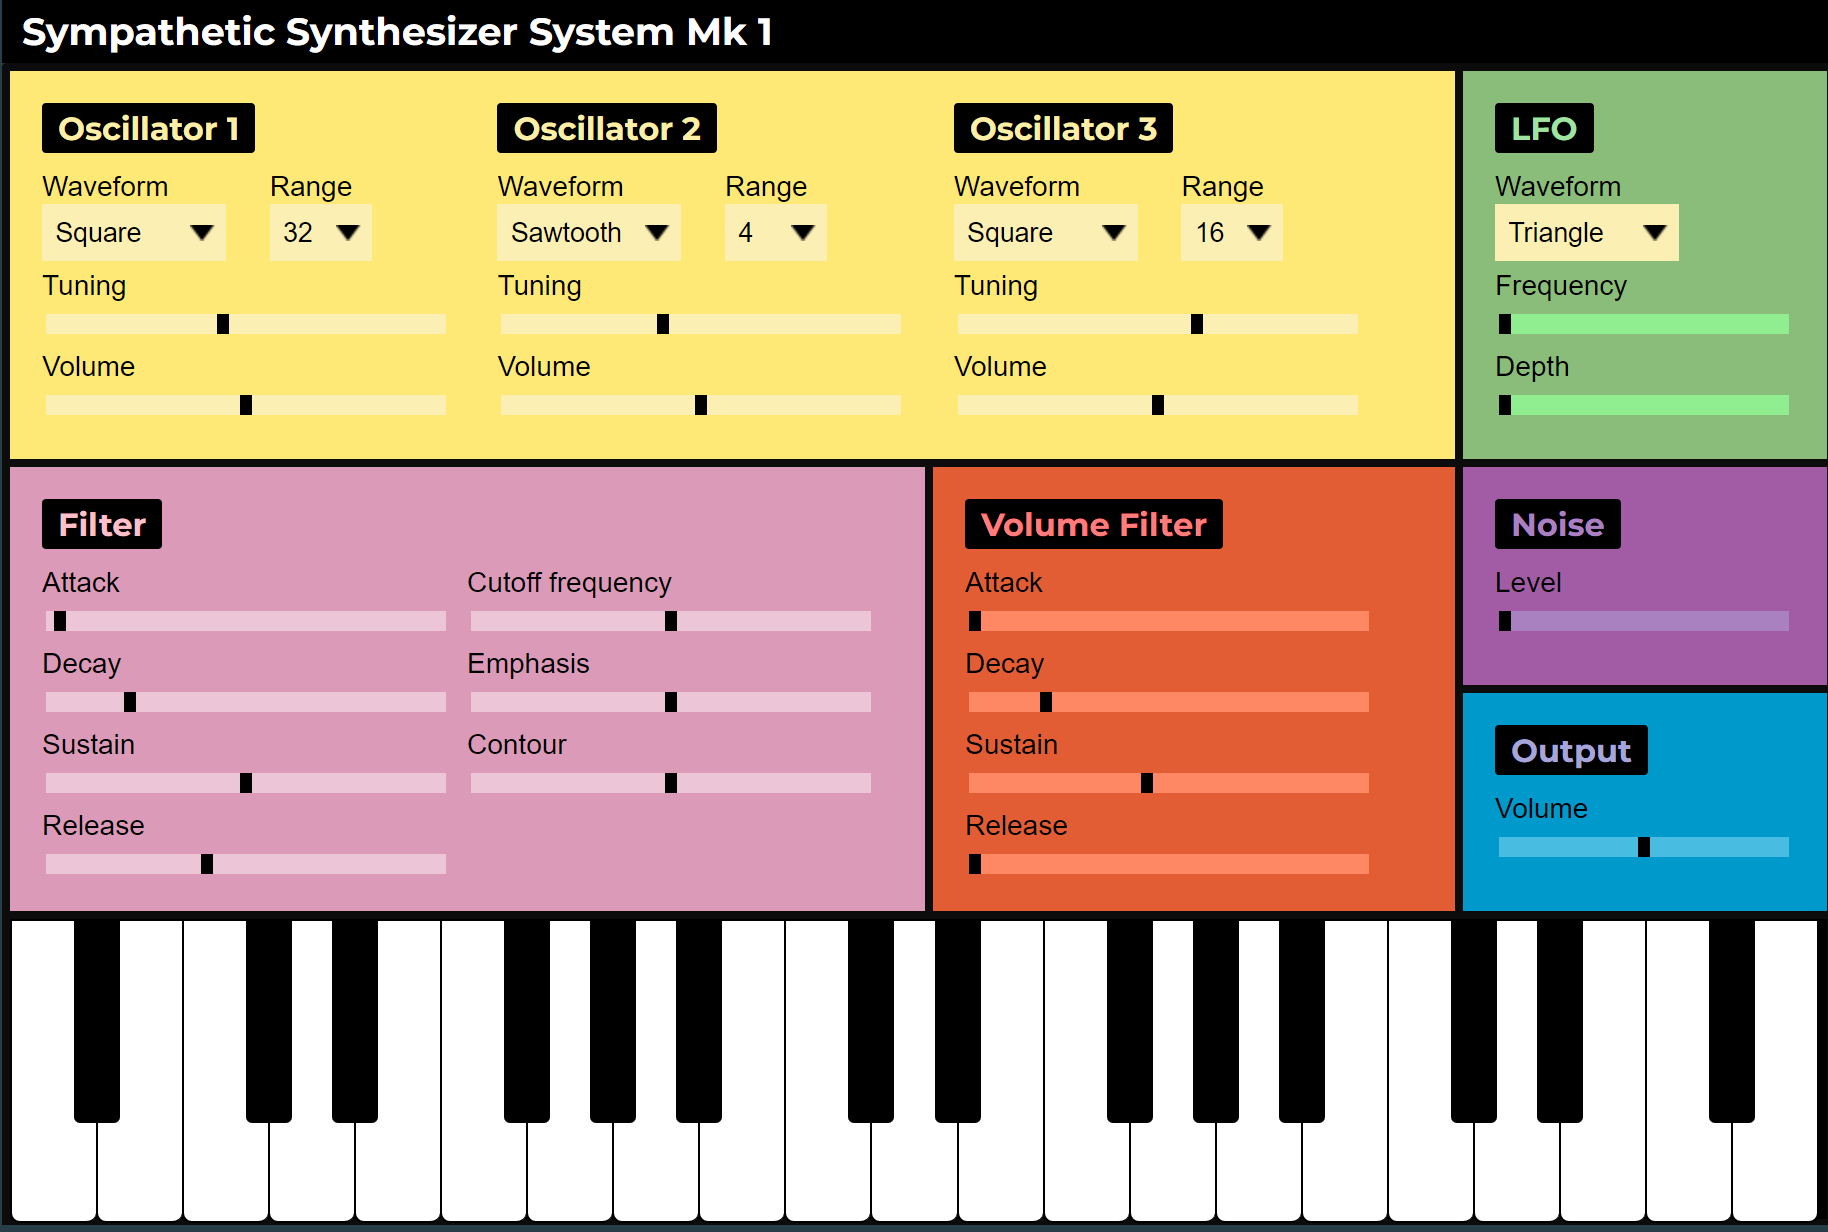 Sympathetic Synthesizer System Mk 1
Oscillator 1
Waveform Range
Square 32
Tuning
Volume
Oscillator 2
Waveform Range
Sawtooth 4
Tuning
Volume
Oscillator 3
Waveform Range
Square 16
Tuning
Volume
LFO
Waveform
Triangle
Frequency
Depth
Filter
Attack
Decay
Sustain
Release
Cutoff frequency
Emphasis
Contour
Volume Filter
Attack
Decay
Sustain
Release
Noise
Level
Output
Volume